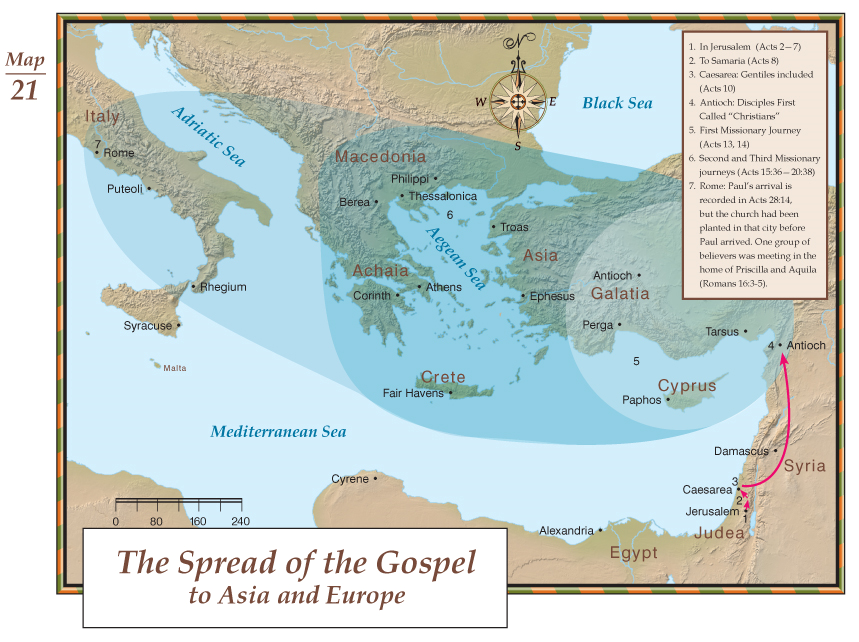 Map
21
N
W
E
S
Black Sea
Adriatic Sea
Aegean Sea
Mediterranean Sea
Italy
7
Rome
Puteoli
Rhegium
Syracuse
Malta
Macedonia
Philippi
Berea
Thessalonica
6
Troas
Asia
Achaia
Athens
Corinth
Ephesus
Antioch
Galatia
Perga
Tarsus
4
Antioch
5
Crete
Fair Havens
Cyprus
Paphos
Damascus
Syria
3
Caesarea
2
Jerusalem
1
Judea
Cyrene
Alexandria
Egypt
1. In Jerusalem (Acts 2—7)
2. To Samaria (Acts 8)
3. Caesarea: Gentiles included
(Acts 10)
4. Antioch: Disciples First
Called “Christians”
5. First Missionary Journey
(Acts 13, 14)
6. Second and Third Missionary
journeys (Acts 15:36—20:38)
7. Rome: Paul’s arrival is
recorded in Acts 28:14,
but the church had been
planted in that city before
Paul arrived. One group of
believers was meeting in the
home of Priscilla and Aquila
(Romans 16:3-5).
0 80 160 240
The Spread of the Gospel
to Asia and Europe